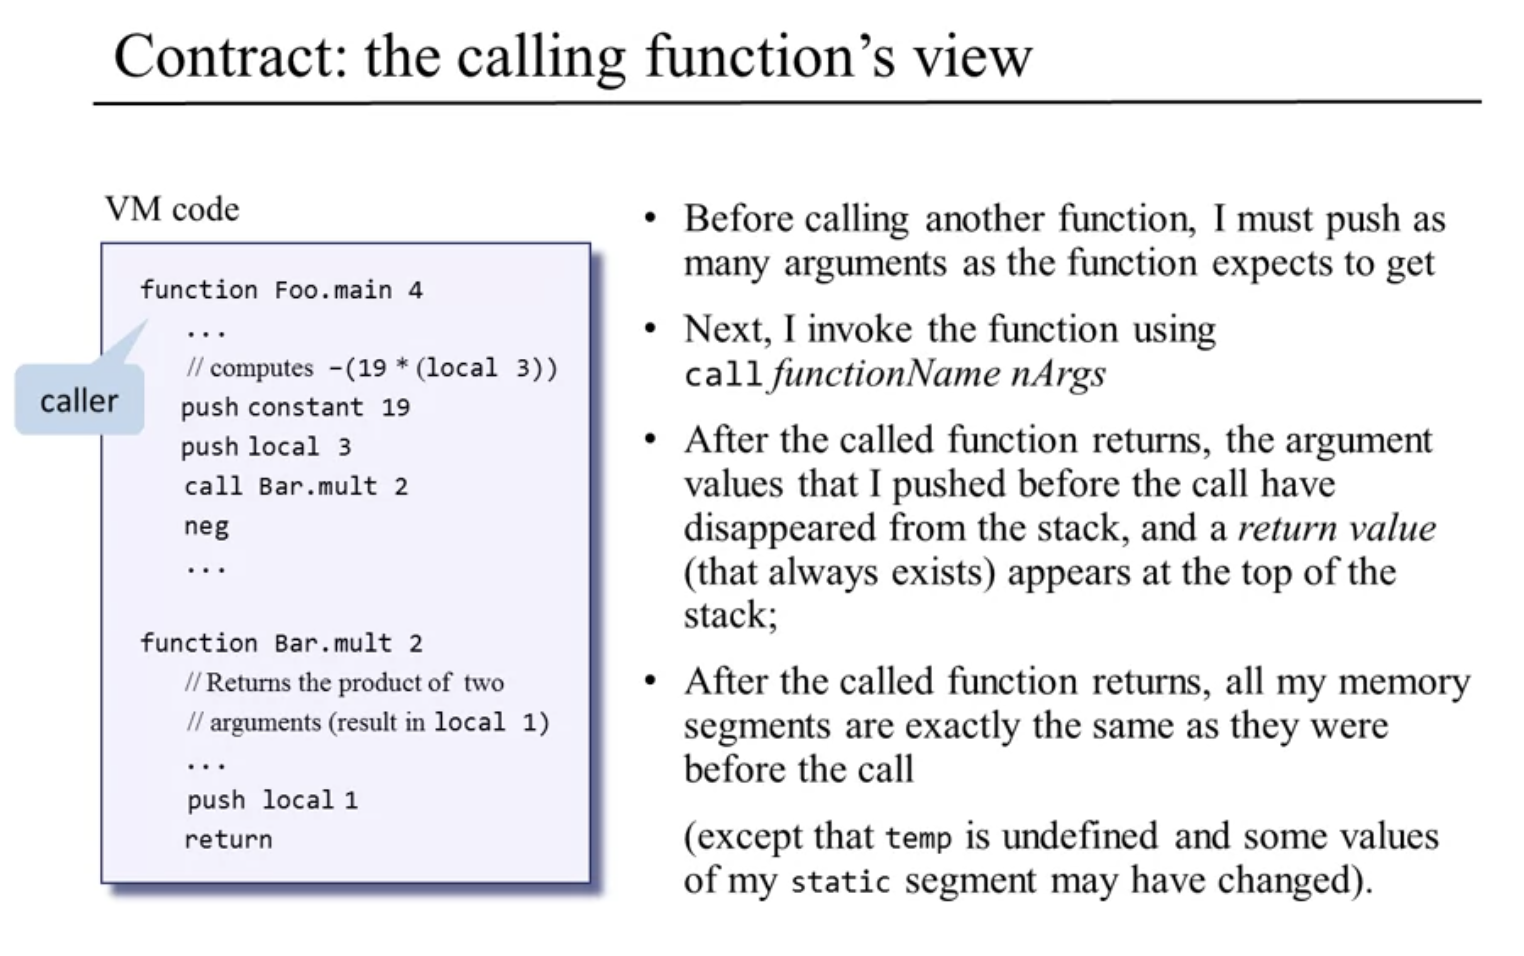 Contract: the calling function's view
VM code
function Foo.main 4
...
// computes -(19 * (local 3))
caller
push constant 19
push local 3
call Bar.mult 2
neg
...
function Bar.mult 2
// Returns the product of two
// arguments (result in local 1)
...
push local 1
return
• Before calling another function, I must push as
many arguments as the function expects to get
• Next, I invoke the function using
call functionName nArgs
• After the called function returns, the argument
values that I pushed before the call have
disappeared from the stack, and a return value
(that always exists) appears at the top of the
stack;
• After the called function returns, all my memory
segments are exactly the same as they were
before the call
(except that temp is undefined and some values
of my static segment may have changed).